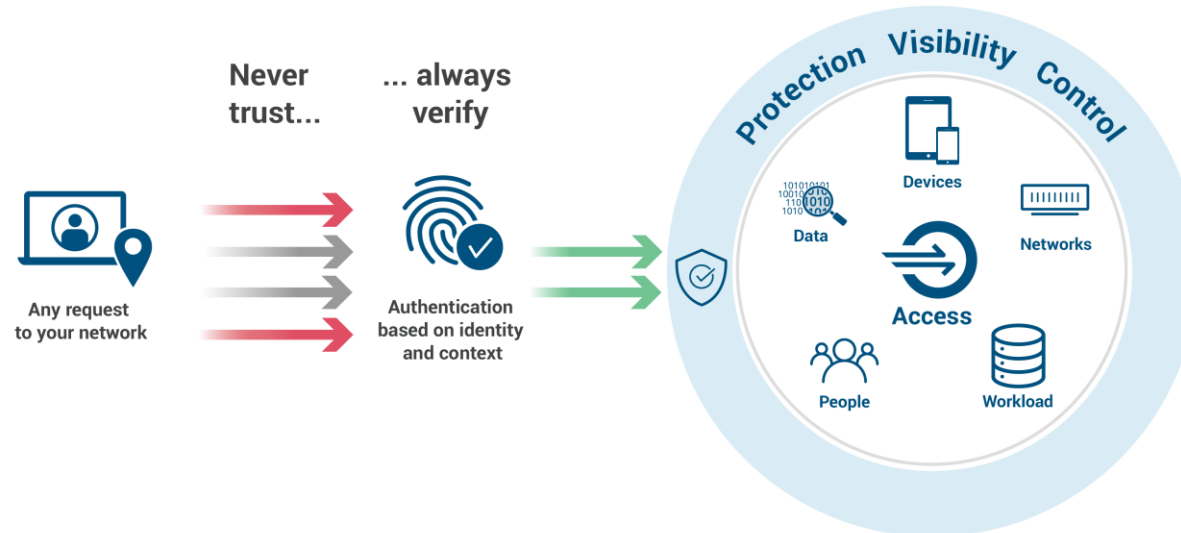 Never
trust...
... always
verify
Protection Visibility Control
Any request
to your network
Authentication
based on identity
and context
Devices
101010101
Data
Networks
Access
People
Workload